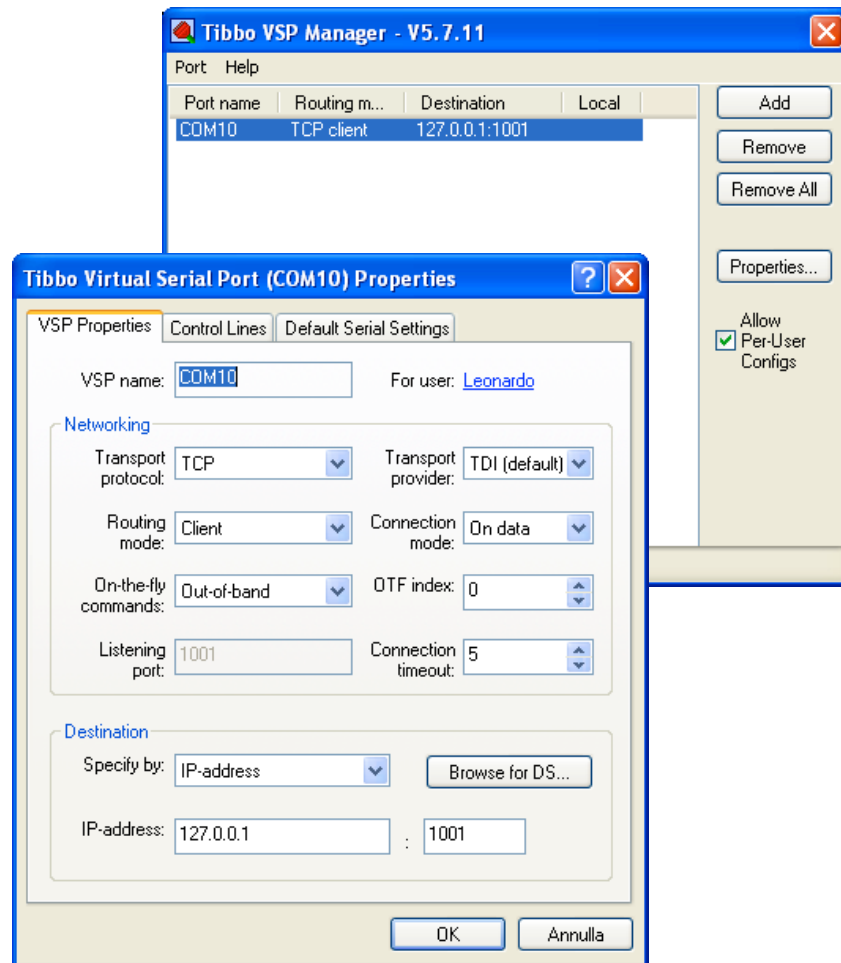 Tibbo VSP Manager - V5.7.11
Port Help
Port name Routing m... Destination Local
COM10 TCP client 127.0.0.1:1001
Add
Remove
Remove All
Properties...
Allow
Per-User
Configs
Tibbo Virtual Serial Port (COM10) Properties
VSP Properties Control Lines Default Serial Settings
VSP name: COM10 For user: Leonardo
Networking
Transport protocol: TCP Transport provider: TDI (default)
Routing mode: Client Connection mode: On data
On-the-fly commands: Out-of-band OTF index: 0
Listening port: 1001 Connection timeout: 5
Destination
Specify by: IP-address Browse for DS...
IP-address: 127.0.0.1 : 1001
OK Annulla